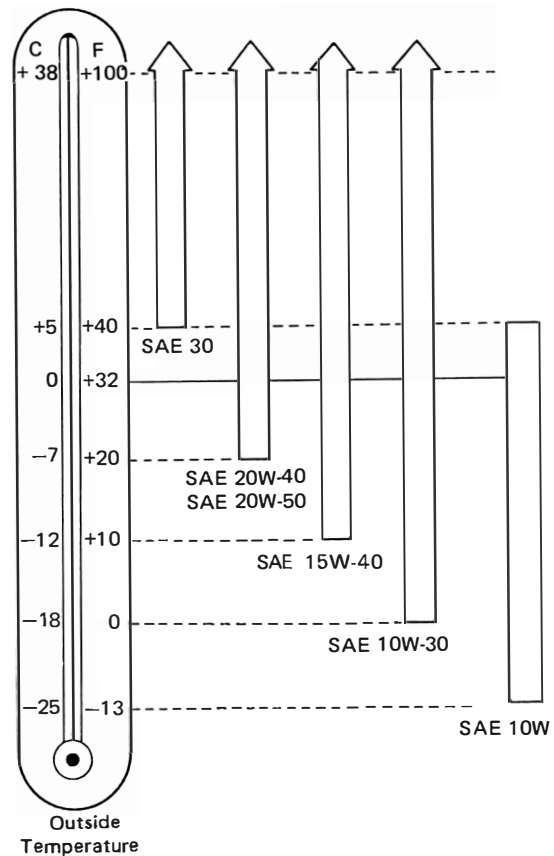 C F
+ 38 +100
+5 +40
SAE 30
0 +32
−7 +20
SAE 20W-40
SAE 20W-50
−12 +10
SAE 15W-40
−18 0
SAE 10W-30
−25 −13
SAE 10W
Outside
Temperature